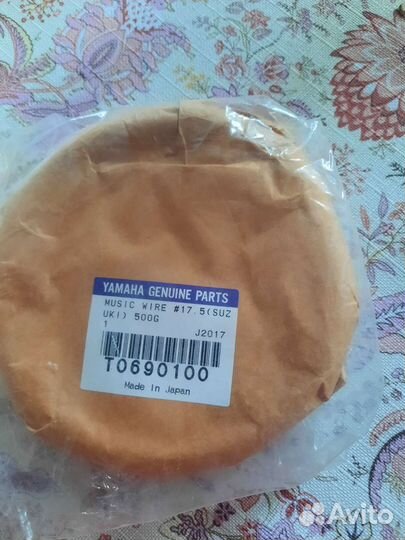 YAMAHA GENUINE PARTS
MUSIC WIRE #17.5(SUZ
UKI) 500G
1 J2017
T0690100
Made in Japan
Avito